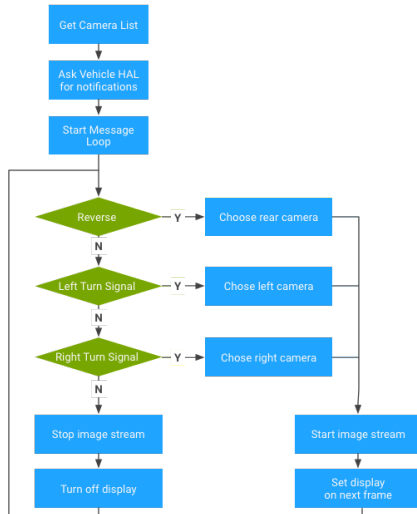 Get Camera List
Ask Vehicle HAL
for notifications
Start Message
Loop
Reverse
Y
Choose rear camera
N
Left Turn Signal
Y
Chose left camera
N
Right Turn Signal
Y
Chose right camera
N
Stop image stream
Start image stream
Turn off display
Set display
on next frame